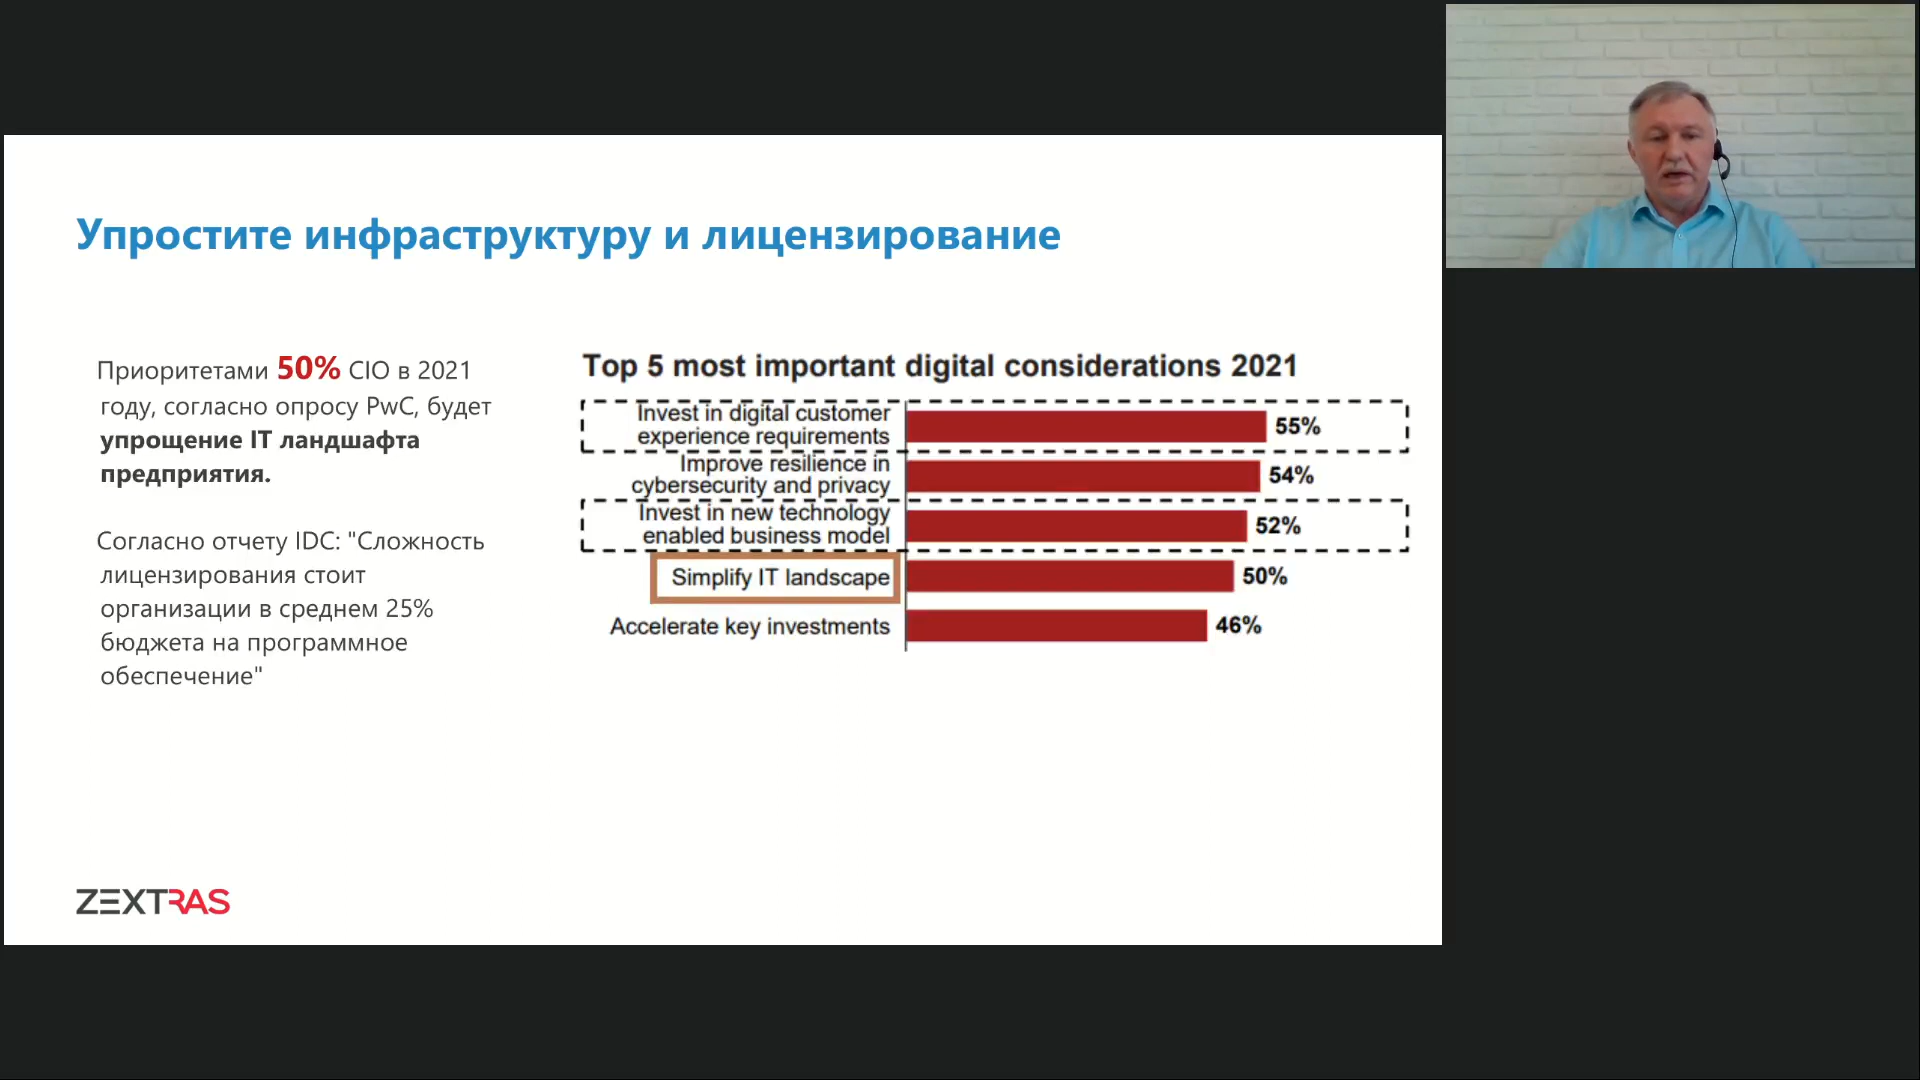 Упростите инфраструктуру и лицензирование
Приоритетами 50% CIO в 2021
году, согласно опросу PwC, будет
упрощение IT ландшафта
предприятия.
Согласно отчету IDC: "Сложность
лицензирования стоит
организации в среднем 25%
бюджета на программное
обеспечение"
Top 5 most important digital considerations 2021
Invest in digital customer
experience requirements
55%
Improve resilience in
cybersecurity and privacy
54%
Invest in new technology
enabled business model
52%
Simplify IT landscape
50%
Accelerate key investments
46%
ZEXTRAS